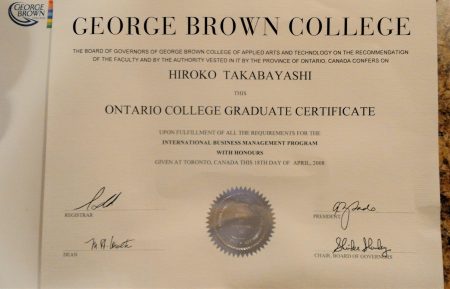 GEORGE
BROWN
GEORGE BROWN COLLEGE
THE BOARD OF GOVERNORS OF GEORGE BROWN COLLEGE OF APPLIED ARTS AND TECHNOLOGY ON THE RECOMMENDATION
OF THE FACULTY AND BY THE AUTHORITY VESTED IN IT BY THE PROVINCE OF ONTARIO, CANADA CONFERS ON
HIROKO TAKABAYASHI
THIS
ONTARIO COLLEGE GRADUATE CERTIFICATE
UPON FULFILLMENT OF ALL THE REQUIREMENTS FOR THE
INTERNATIONAL BUSINESS MANAGEMENT PROGRAM
WITH HONOURS
GIVEN AT TORONTO, CANADA THIS 18TH DAY OF APRIL, 2008
REGISTRAR
PRESIDENT
DEAN
CHAIR, BOARD OF GOVERNORS